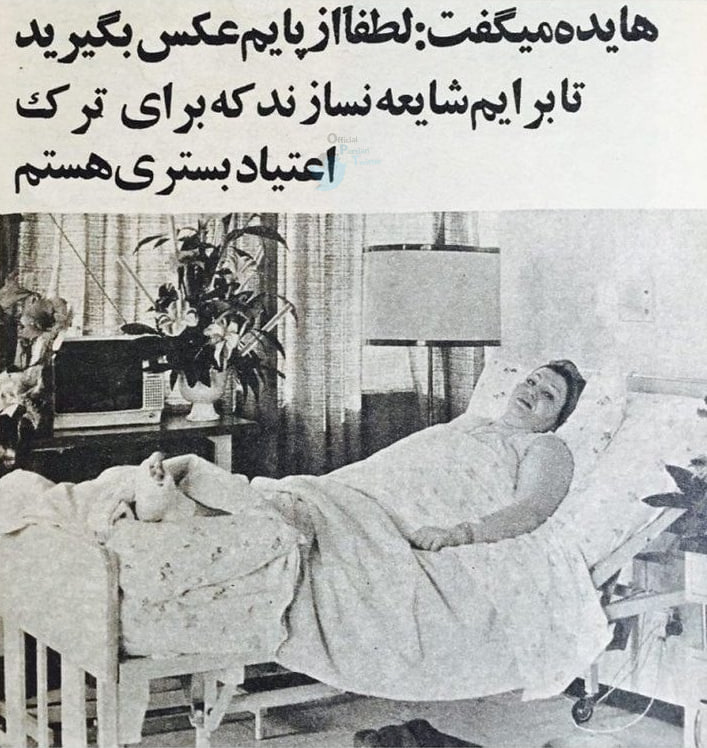 هایده میگفت: لطفاً از پایم عکس بگیرید
تا برایم شایعه نسازند که برای ترک
اعتیاد بستری هستم
Official
Persian
Twitter